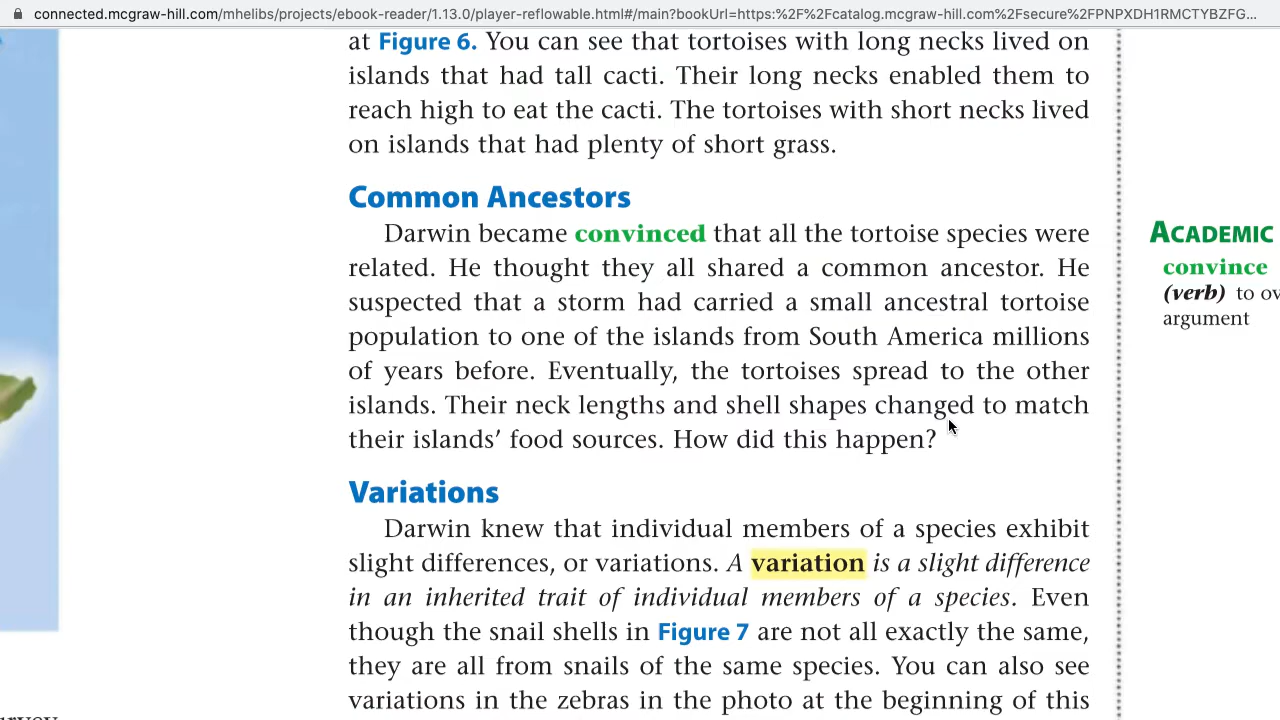 connected.mcgraw-hill.com/mhelibs/projects/ebook-reader/1.13.0/player-reflowable.html#/main?bookUrl=https:%2F%2Fcatalog.mcgraw-hill.com%2Fsecure%2FPNPXDH1RMCTYBZFG...
at Figure 6. You can see that tortoises with long necks lived on
islands that had tall cacti. Their long necks enabled them to
reach high to eat the cacti. The tortoises with short necks lived
on islands that had plenty of short grass.
Common Ancestors
Darwin became convinced that all the tortoise species were
related. He thought they all shared a common ancestor. He
suspected that a storm had carried a small ancestral tortoise
population to one of the islands from South America millions
of years before. Eventually, the tortoises spread to the other
islands. Their neck lengths and shell shapes changed to match
their islands' food sources. How did this happen?
Variations
Darwin knew that individual members of a species exhibit
slight differences, or variations. A variation is a slight difference
in an inherited trait of individual members of a species. Even
though the snail shells in Figure 7 are not all exactly the same,
they are all from snails of the same species. You can also see
variations in the zebras in the photo at the beginning of this
ACADEMIC
convince
(verb) to ov
argument